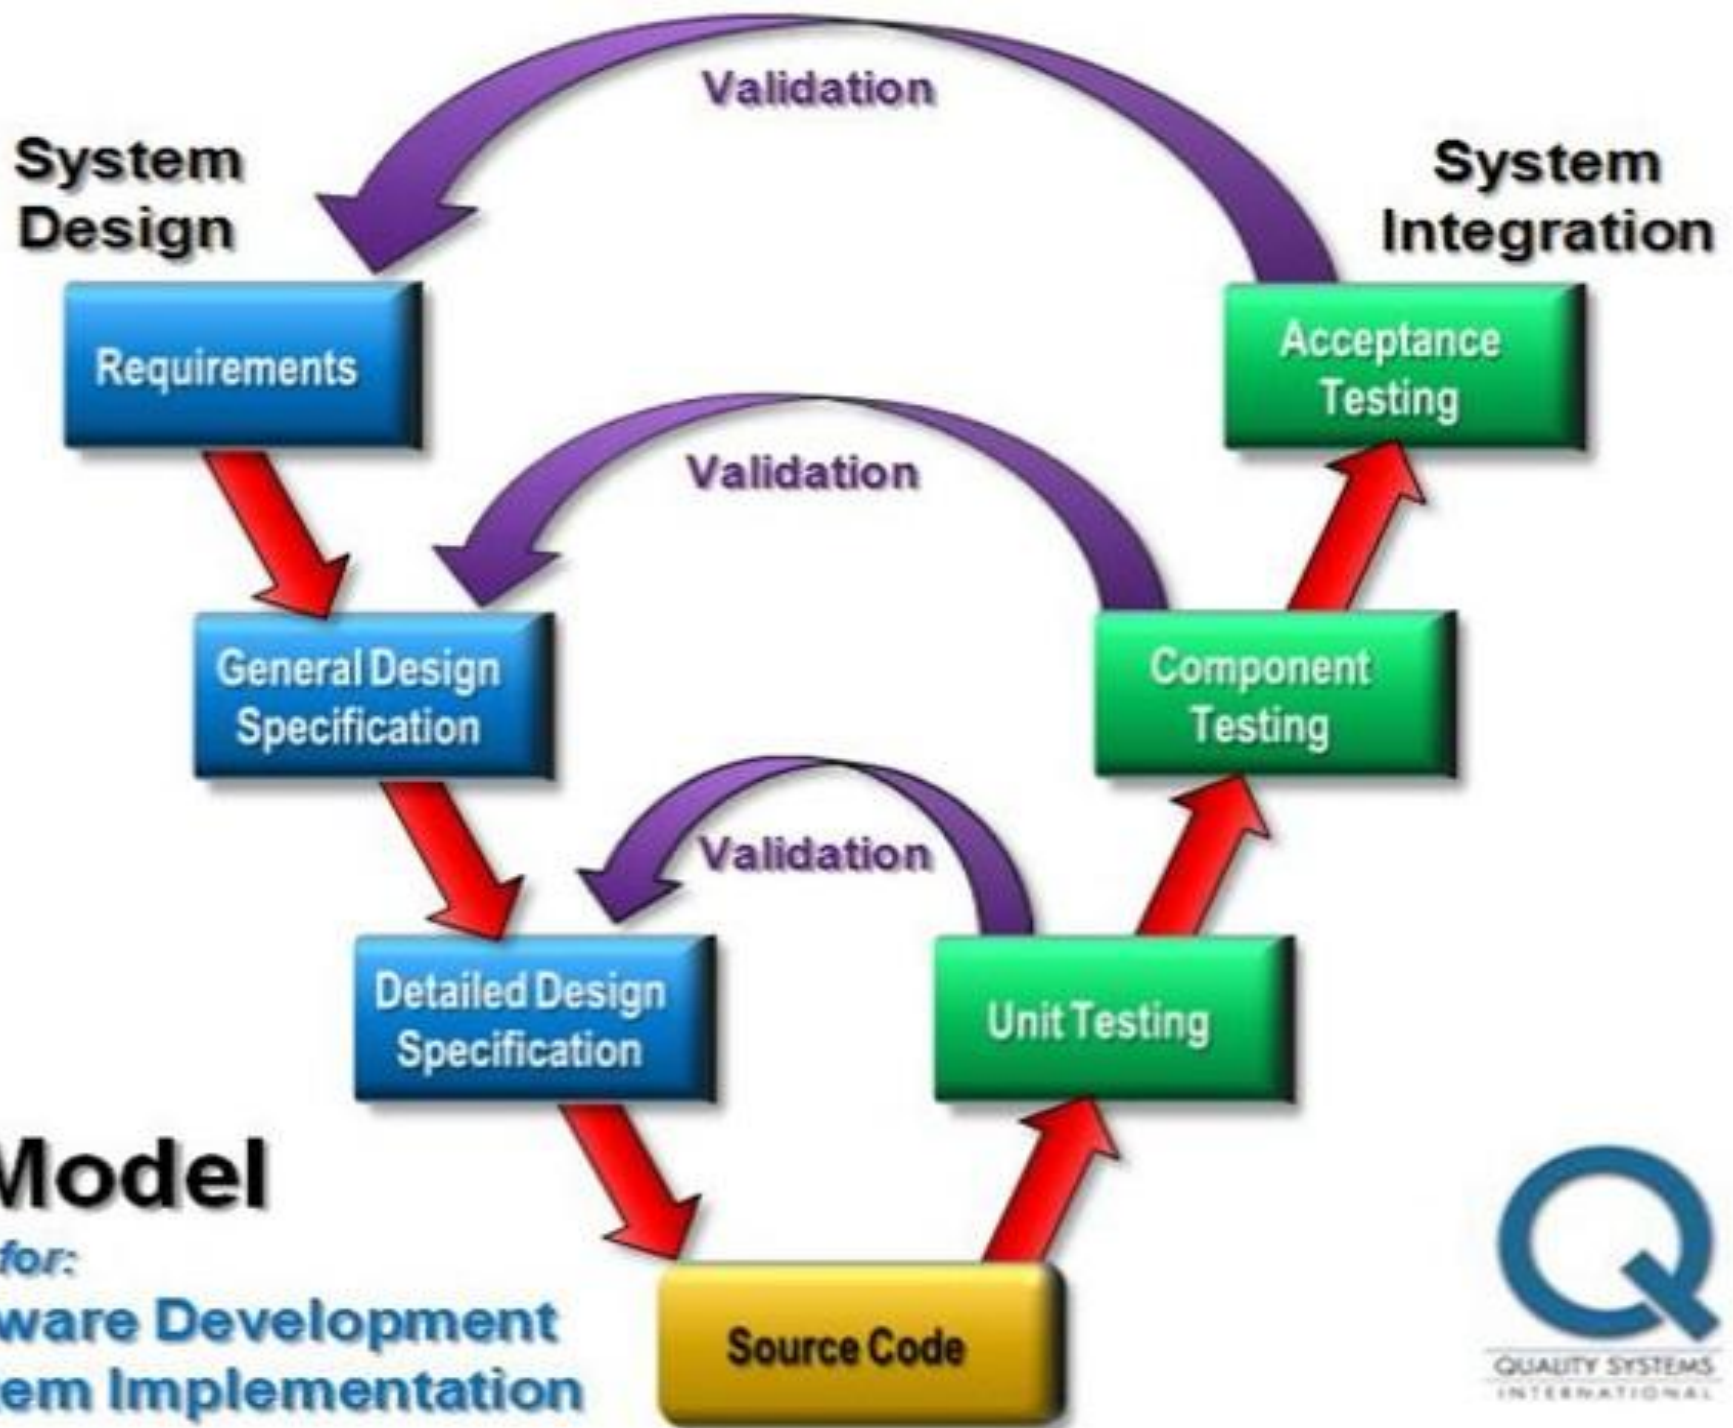 Validation
System
Design
System
Integration
Requirements
Acceptance
Testing
Validation
General Design
Specification
Component
Testing
Validation
Detailed Design
Specification
Unit Testing
Model
for:
ware Development
em Implementation
Source Code
QUALITY SYSTEMS
INTERNATIONAL